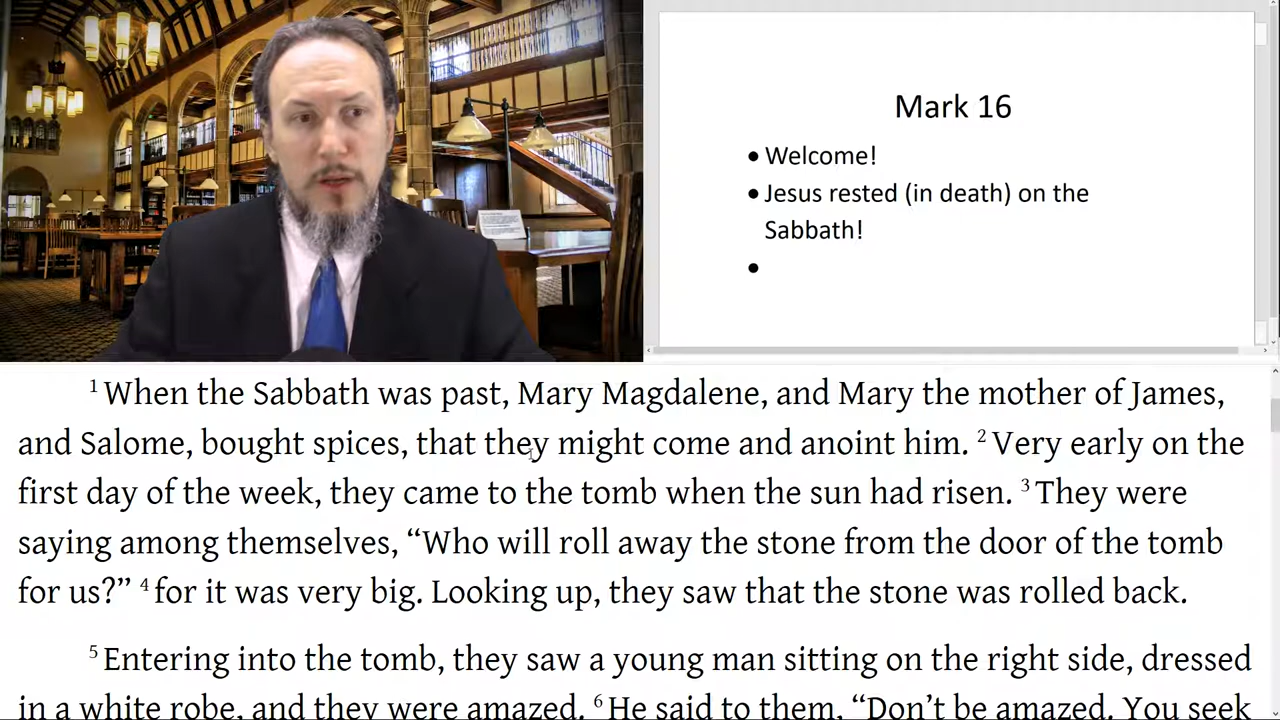 Mark 16
• Welcome!
• Jesus rested (in death) on the
Sabbath!
•
1 When the Sabbath was past, Mary Magdalene, and Mary the mother of James,
and Salome, bought spices, that they might come and anoint him. 2 Very early on the
first day of the week, they came to the tomb when the sun had risen. 3 They were
saying among themselves, “Who will roll away the stone from the door of the tomb
for us?” 4 for it was very big. Looking up, they saw that the stone was rolled back.
5 Entering into the tomb, they saw a young man sitting on the right side, dressed
in a white robe, and they were amazed. 6 He said to them, “Don’t be amazed. You seek